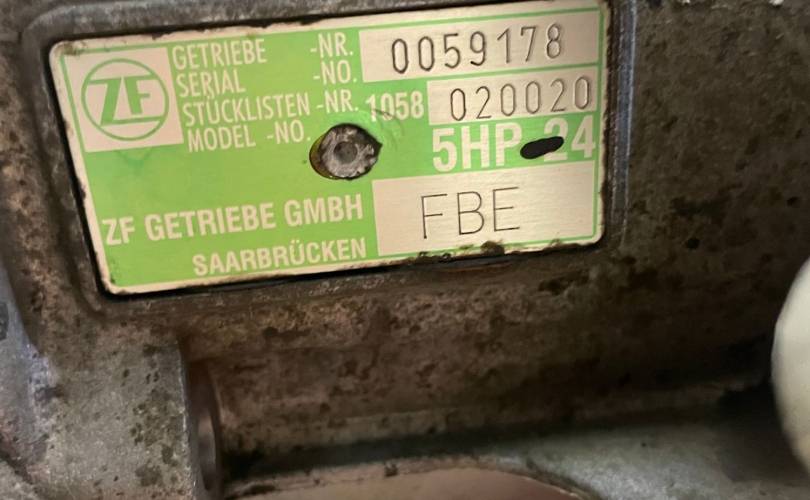 ZF
GETRIEBE -NR. 0059178
SERIAL -NO.
STÜCKLISTEN -NR. 1058 020020
MODEL -NO.
5HP-24
ZF GETRIEBE GMBH FBE
SAARBRÜCKEN